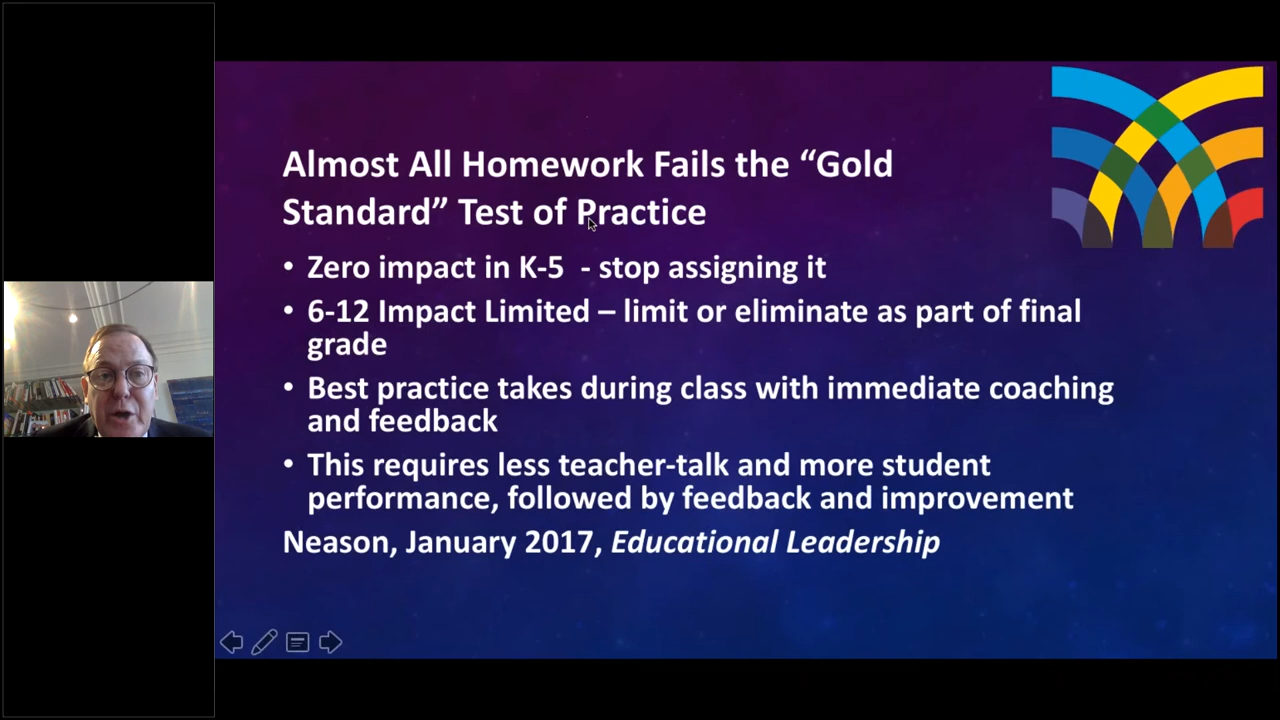 Almost All Homework Fails the “Gold
Standard” Test of Practice
• Zero impact in K-5  - stop assigning it
• 6-12 Impact Limited – limit or eliminate as part of final
grade
• Best practice takes during class with immediate coaching
and feedback
• This requires less teacher-talk and more student
performance, followed by feedback and improvement
Neason, January 2017, Educational Leadership